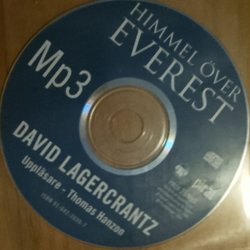 HIMMEL ÖVER
EVEREST
Mp3
DAVID LAGERCRANTZ
Uppläsare - Thomas Hanzon